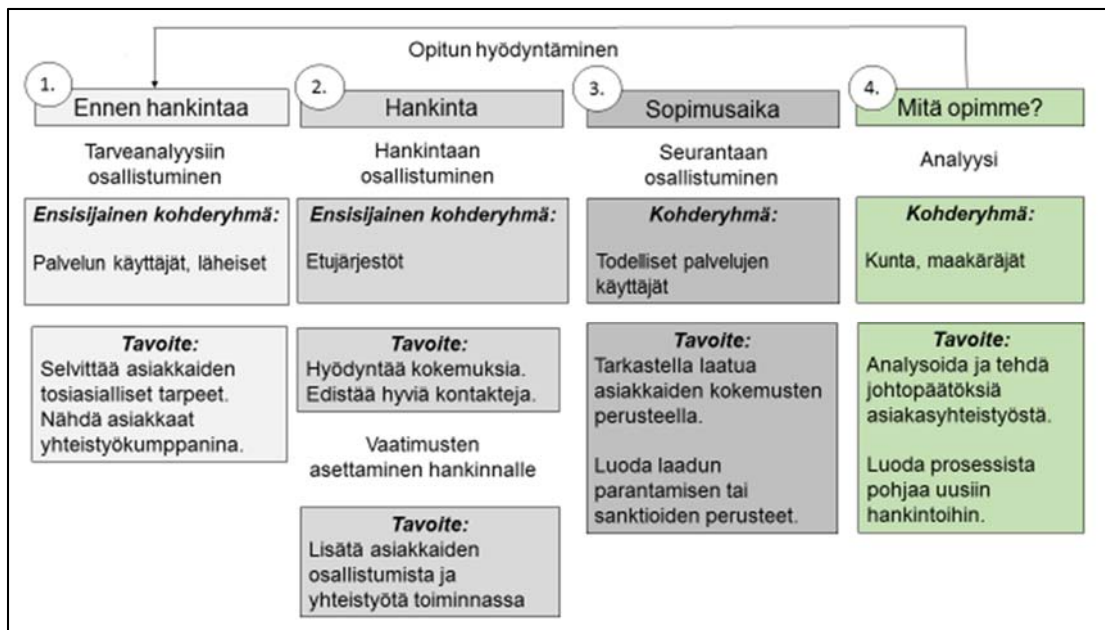 Opitun hyödyntäminen
1.
Ennen hankintaa
Tarveanalyysiin
osallistuminen
Ensisijainen kohderyhmä:
Palvelun käyttäjät, läheiset
Tavoite:
Selvittää asiakkaiden
tosiasialliset tarpeet.
Nähdä asiakkaat
yhteistyökumppanina.
2.
Hankinta
Hankintaan
osallistuminen
Ensisijainen kohderyhmä:
Etujärjestöt
Tavoite:
Hyödyntää kokemuksia.
Edistää hyviä kontakteja.
Vaatimusten
asettaminen hankinnalle
Tavoite:
Lisätä asiakkaiden
osallistumista ja
yhteistyötä toiminnassa
3.
Sopimusaika
Seurantaan
osallistuminen
Kohderyhmä:
Todelliset palvelujen
käyttäjät
Tavoite:
Tarkastella laatua
asiakkaiden kokemusten
perusteella.
Luoda laadun
parantamisen tai
sanktioiden perusteet.
4.
Mitä opimme?
Analyysi
Kohderyhmä:
Kunta, maakäräjät
Tavoite:
Analysoida ja tehdä
johtopäätöksiä
asiakasyhteistyöstä.
Luoda prosessista
pohjaa uusiin
hankintoihin.